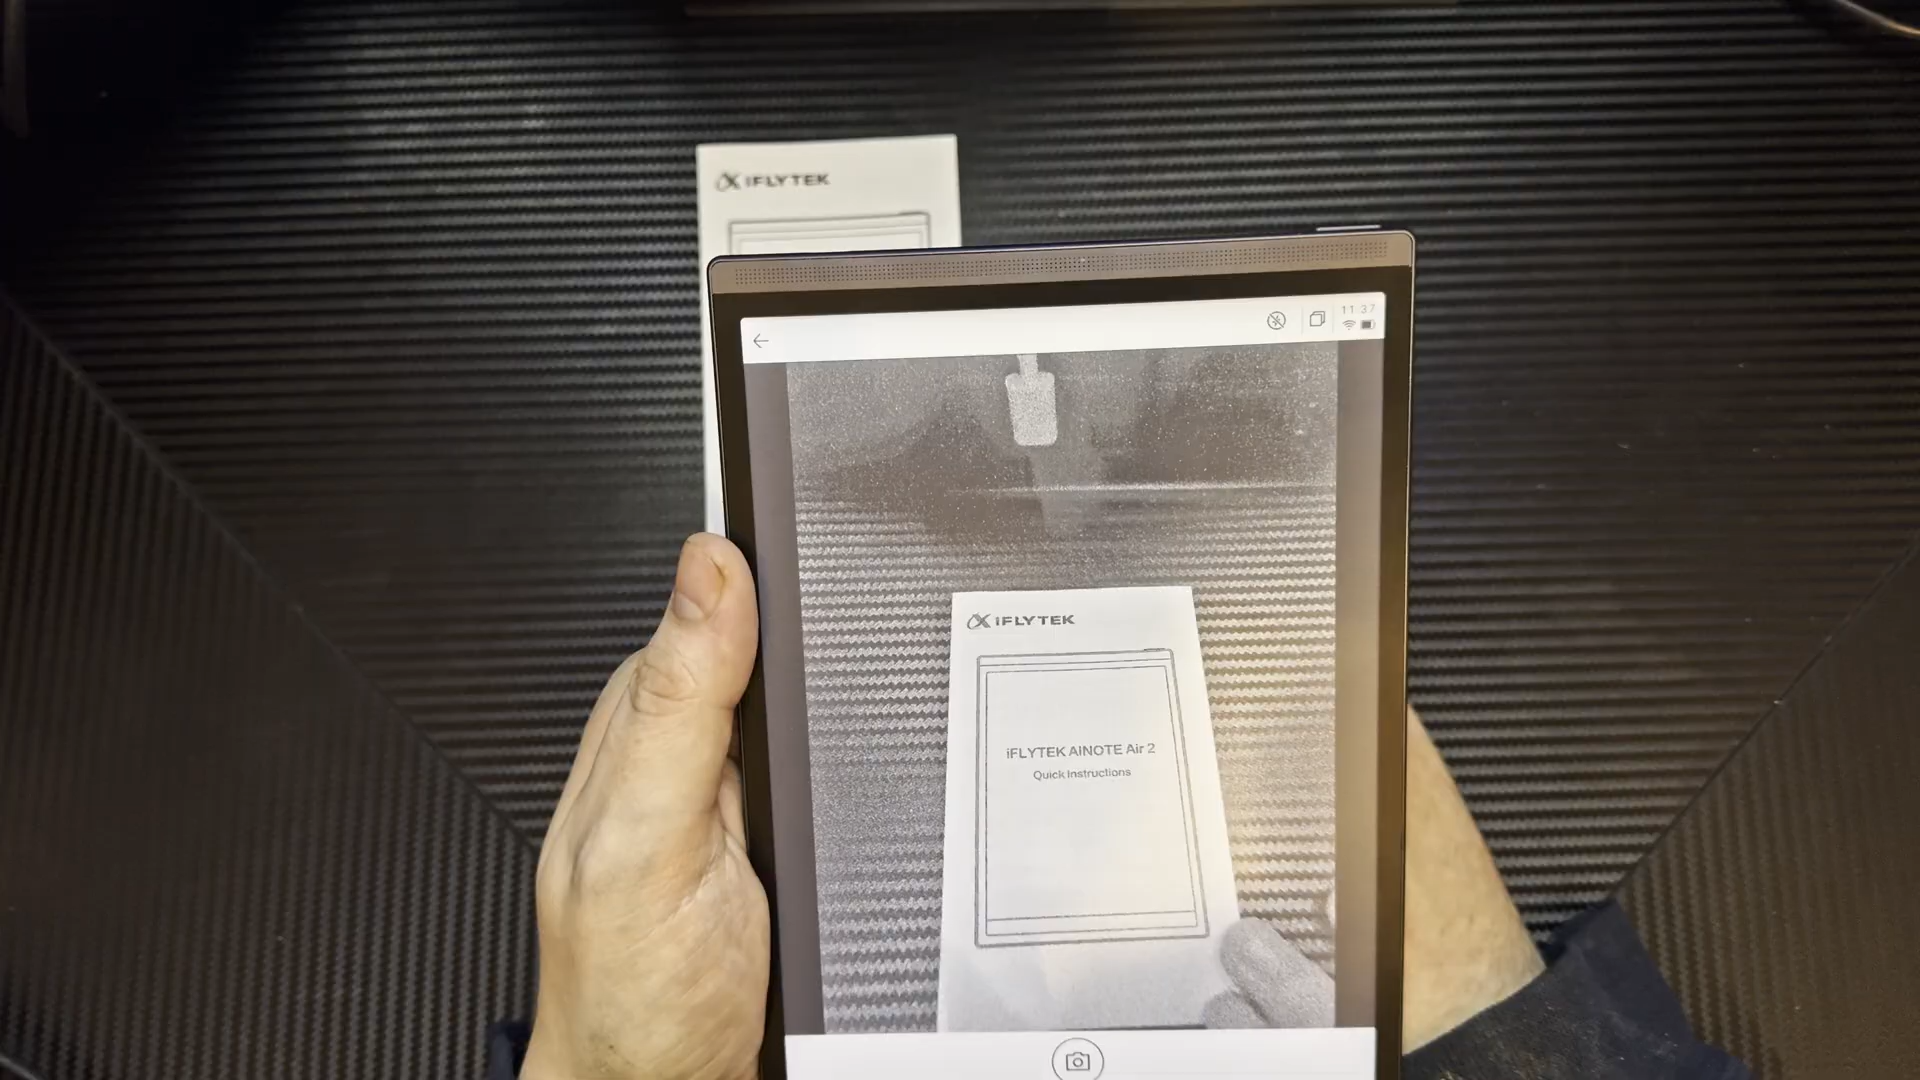 iFLYTEK
11:37
iFLYTEK
iFLYTEK AINOTE Air 2
Quick Instructions